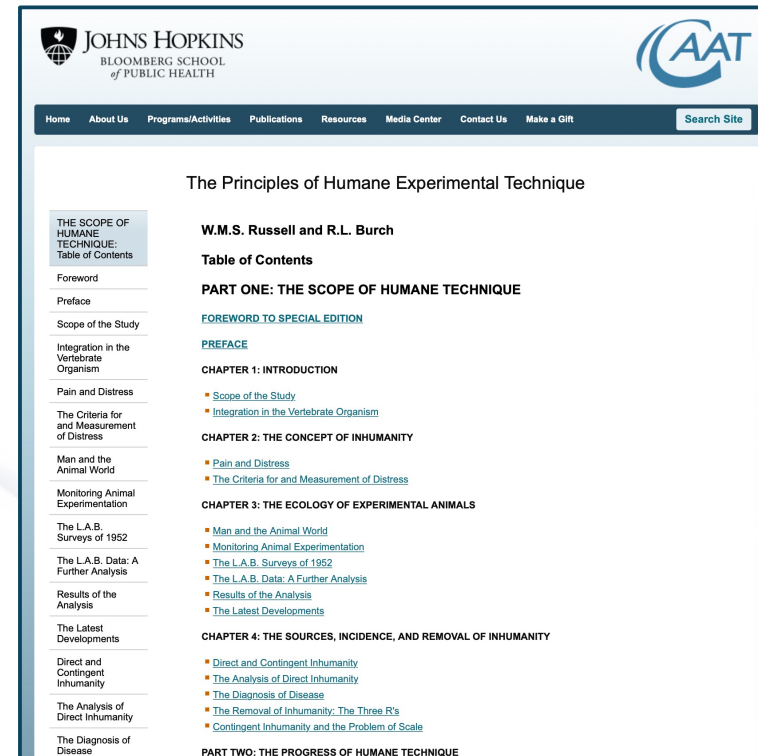 JOHNS HOPKINS
BLOOMBERG SCHOOL
of PUBLIC HEALTH
CAAT
Home About Us Programs/Activities Publications Resources Media Center Contact Us Make a Gift Search Site
The Principles of Humane Experimental Technique
THE SCOPE OF
HUMANE
TECHNIQUE:
Table of Contents
Foreword
Preface
Scope of the Study
Integration in the
Vertebrate
Organism
Pain and Distress
The Criteria for
and Measurement
of Distress
Man and the
Animal World
Monitoring Animal
Experimentation
The L.A.B.
Surveys of 1952
The L.A.B. Data: A
Further Analysis
Results of the
Analysis
The Latest
Developments
Direct and
Contingent
Inhumanity
The Analysis of
Direct Inhumanity
The Diagnosis of
Disease
W.M.S. Russell and R.L. Burch
Table of Contents
PART ONE: THE SCOPE OF HUMANE TECHNIQUE
FOREWORD TO SPECIAL EDITION
PREFACE
CHAPTER 1: INTRODUCTION
Scope of the Study
Integration in the Vertebrate Organism
CHAPTER 2: THE CONCEPT OF INHUMANITY
Pain and Distress
The Criteria for and Measurement of Distress
CHAPTER 3: THE ECOLOGY OF EXPERIMENTAL ANIMALS
Man and the Animal World
Monitoring Animal Experimentation
The L.A.B. Surveys of 1952
The L.A.B. Data: A Further Analysis
Results of the Analysis
The Latest Developments
CHAPTER 4: THE SOURCES, INCIDENCE, AND REMOVAL OF INHUMANITY
Direct and Contingent Inhumanity
The Analysis of Direct Inhumanity
The Diagnosis of Disease
The Removal of Inhumanity: The Three R's
Contingent Inhumanity and the Problem of Scale
PART TWO: THE PROGRESS OF HUMANE TECHNIQUE